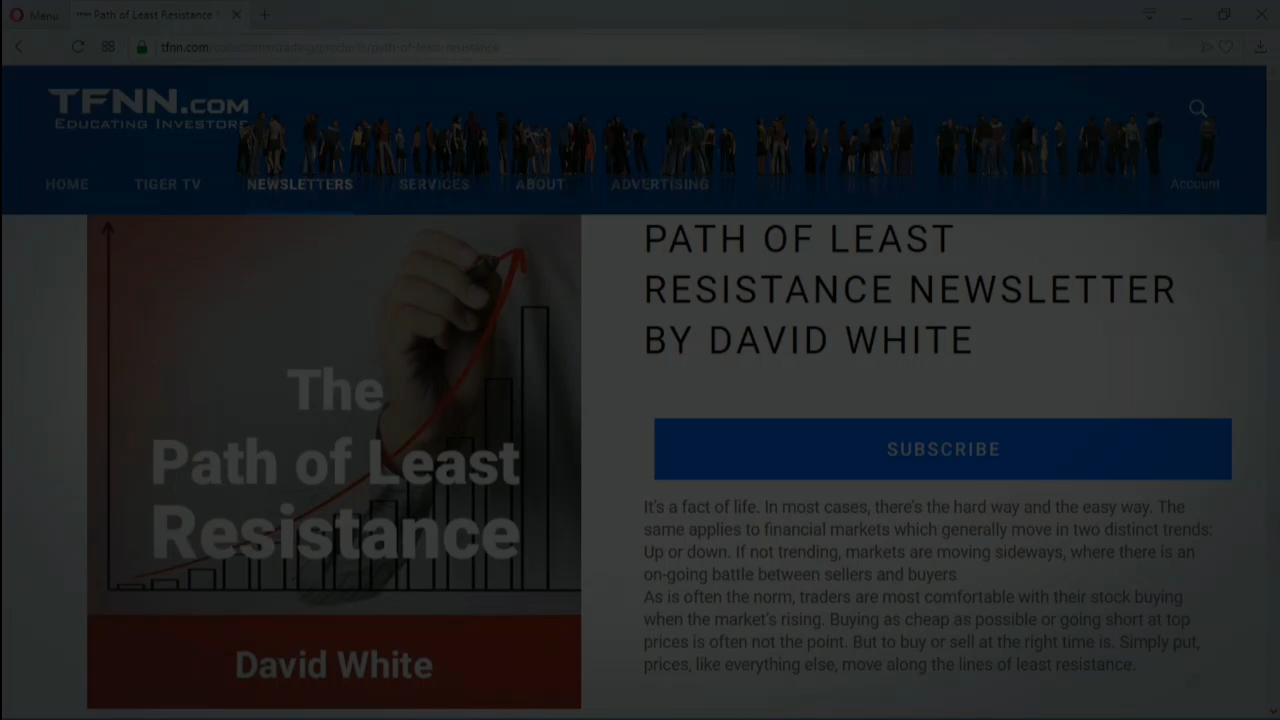 Menu
Path of Least Resistance
tfnn.com/collections/trading/products/path-of-least-resistance
TFNN.COM
EDUCATING INVESTORS
HOME TIGER TV NEWSLETTERS SERVICES ABOUT ADVERTISING Account
The
Path of Least
Resistance
David White
PATH OF LEAST
RESISTANCE NEWSLETTER
BY DAVID WHITE
SUBSCRIBE
It's a fact of life. In most cases, there's the hard way and the easy way. The
same applies to financial markets which generally move in two distinct trends:
Up or down. If not trending, markets are moving sideways, where there is an
on-going battle between sellers and buyers
As is often the norm, traders are most comfortable with their stock buying
when the market's rising. Buying as cheap as possible or going short at top
prices is often not the point. But to buy or sell at the right time is. Simply put,
prices, like everything else, move along the lines of least resistance.